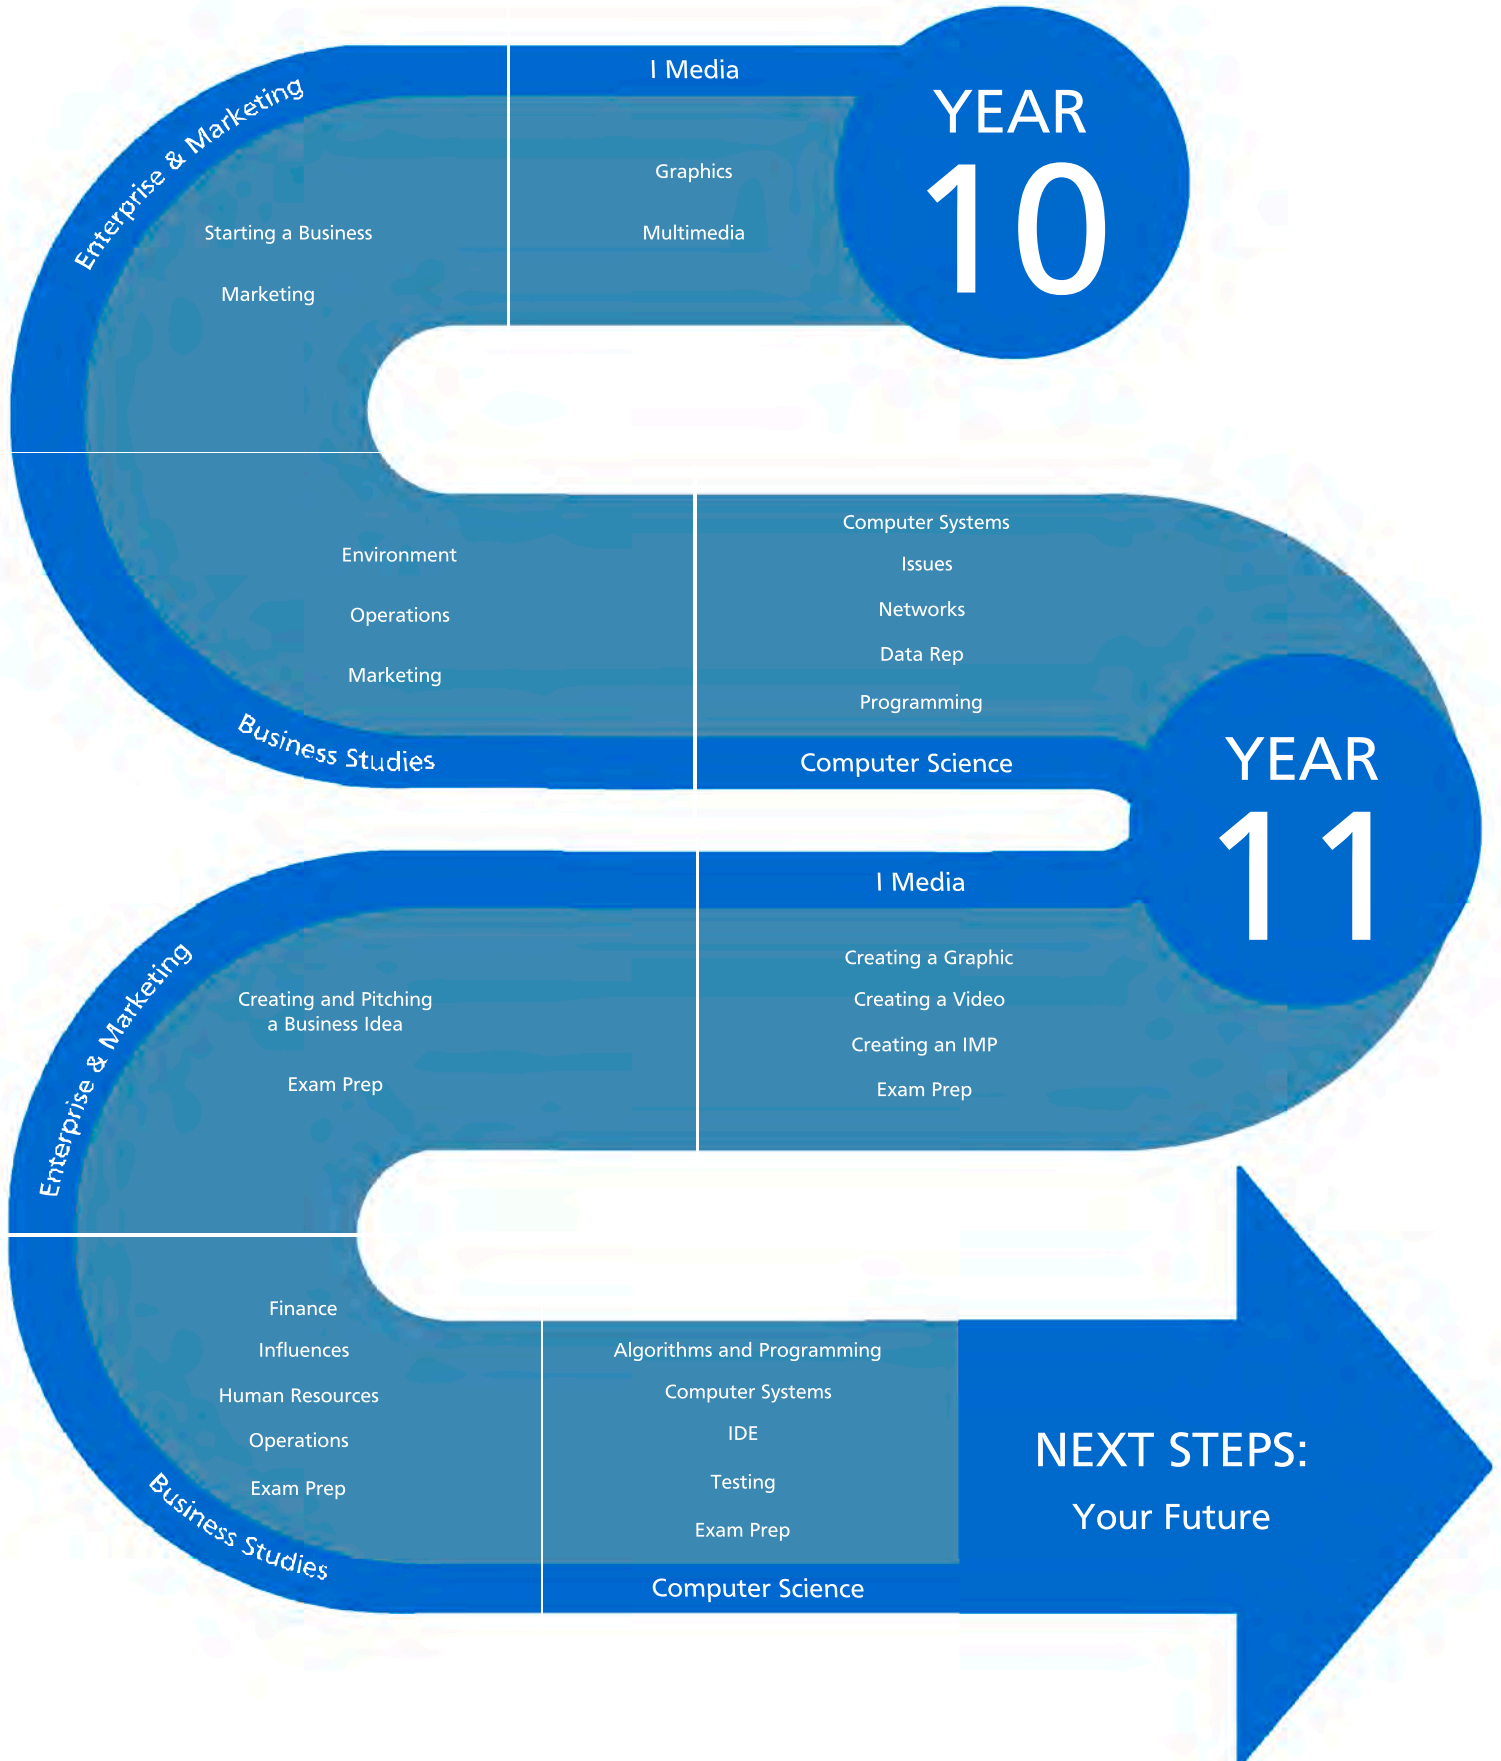 YEAR
10
I Media
Graphics
Multimedia
Enterprise & Marketing
Starting a Business
Marketing
Environment
Operations
Marketing
Business Studies
Computer Systems
Issues
Networks
Data Rep
Programming
Computer Science
YEAR
11
I Media
Creating a Graphic
Creating a Video
Creating an IMP
Exam Prep
Enterprise & Marketing
Creating and Pitching
a Business Idea
Exam Prep
Finance
Influences
Human Resources
Operations
Exam Prep
Business Studies
Algorithms and Programming
Computer Systems
IDE
Testing
Exam Prep
Computer Science
NEXT STEPS:
Your Future